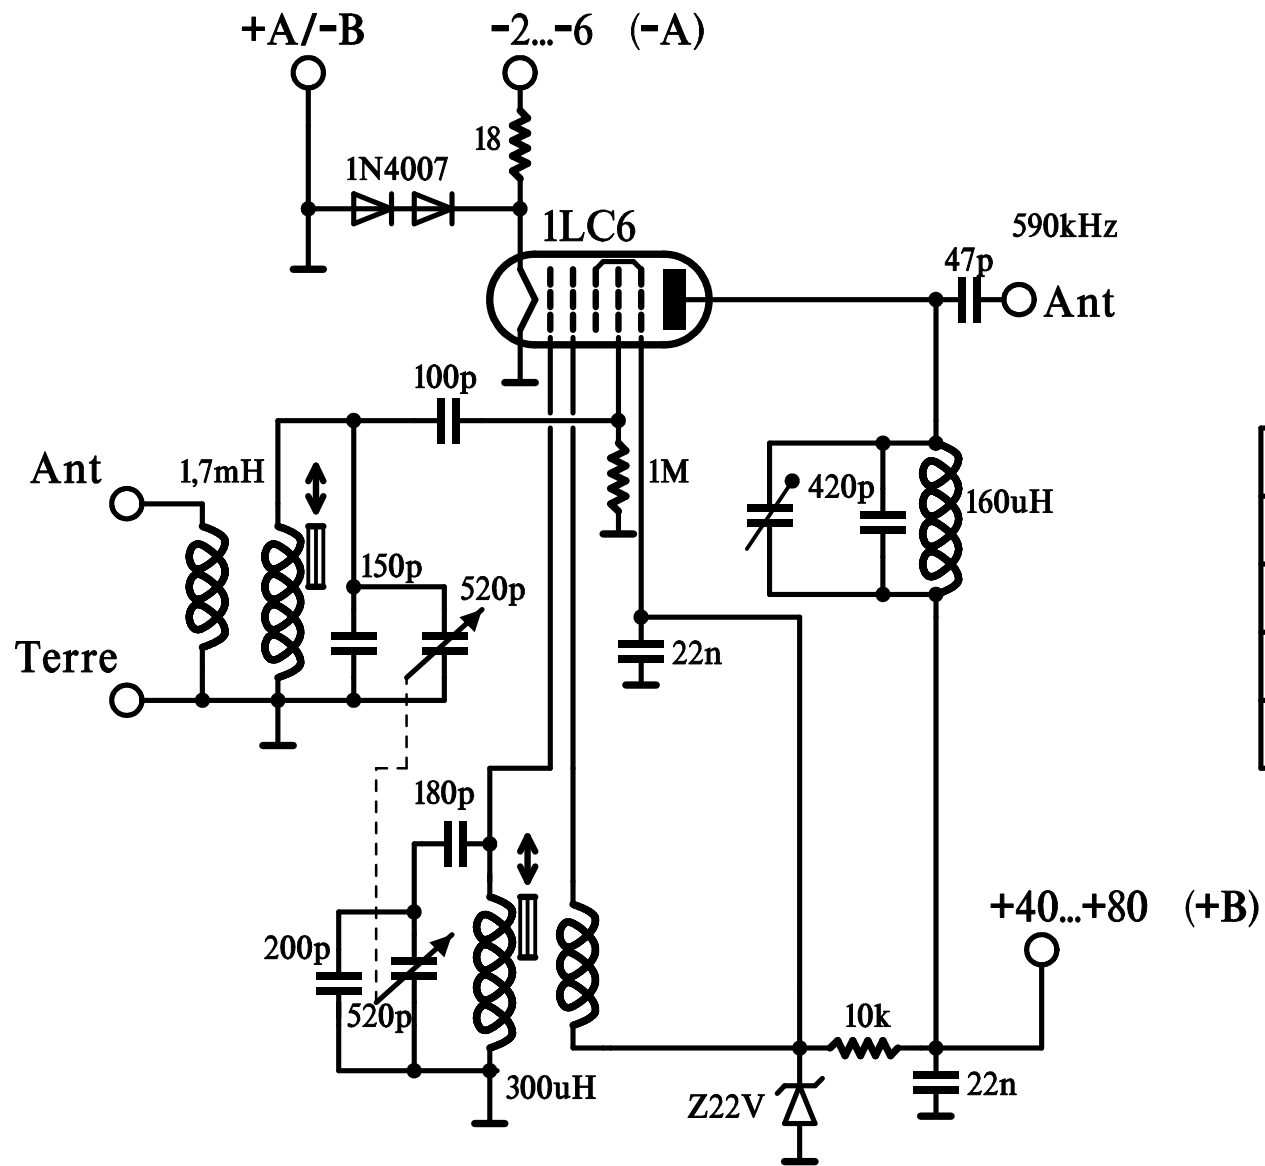 +A/-B
-2...-6 (-A)
18
1N4007
1LC6
590kHz
47p
Ant
100p
Ant
1,7mH
1M
420p
160uH
150p
520p
Terre
22n
180p
+40...+80 (+B)
200p
520p
10k
300uH
Z22V
22n